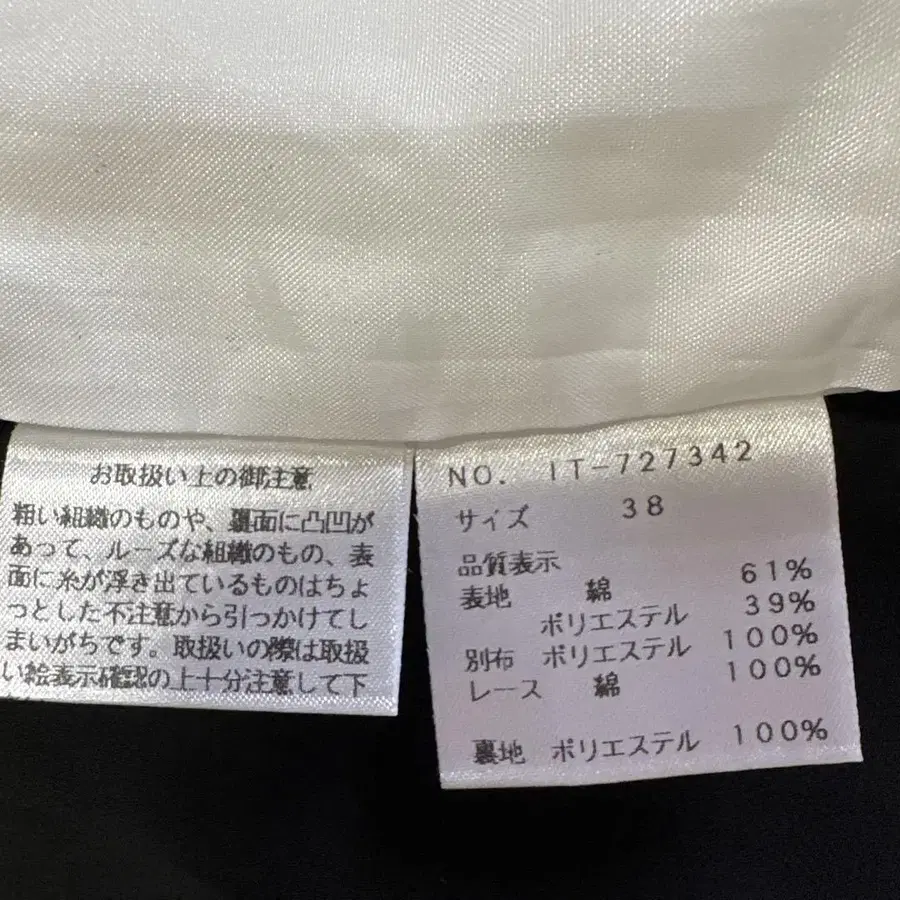 お取扱い上の御注意
粗い組織のものや、表面に凸凹が
あって、ルーズな組織のもの、表
面に糸が浮き出ているものはちょ
っとした不注意から引っかけてし
まいがちです。取扱いの際は取扱
い絵表示確認の上十分注意して下
NO. IT-727342
サイズ 38
品質表示
表地 綿 61%
ポリエステル 39%
別布 ポリエステル 100%
レース 綿 100%
裏地 ポリエステル 100%